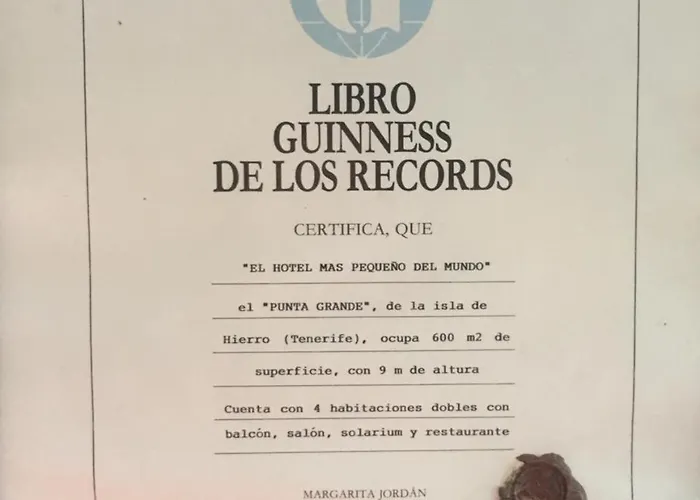 LIBRO
GUINNESS
DE LOS RECORDS
CERTIFICA, QUE
"EL HOTEL MAS PEQUEÑO DEL MUNDO"
el "PUNTA GRANDE", de la isla de
Hierro (Tenerife), ocupa 600 m2 de
superficie, con 9 m de altura
Cuenta con 4 habitaciones dobles con
balcón, salón, solarium y restaurante
MARGARITA JORDÁN